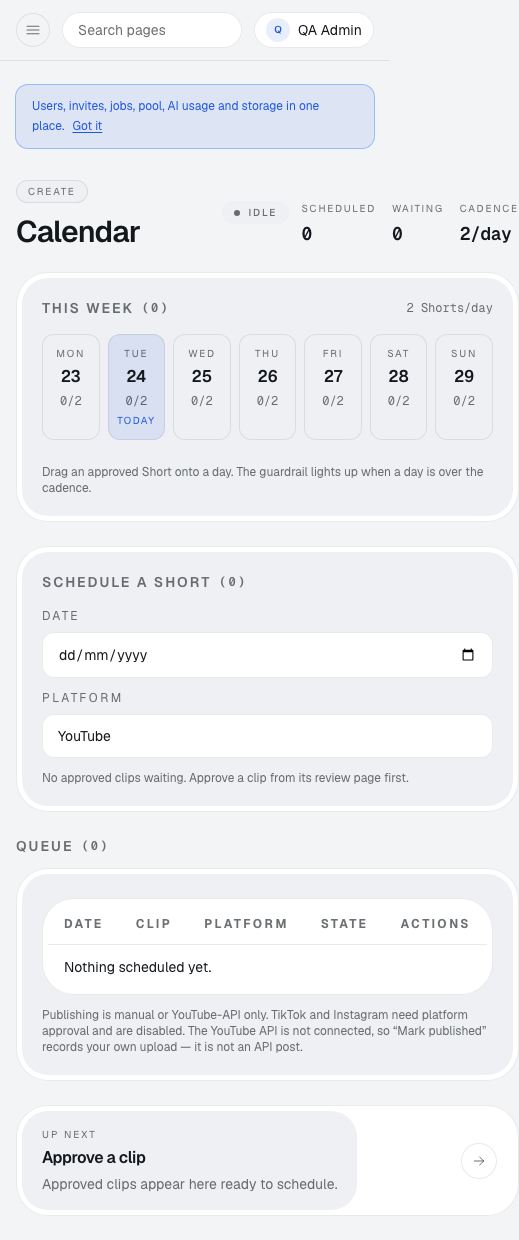 Search pages
Q
QA Admin
Users, invites, jobs, pool, AI usage and storage in one
place. Got it
CREATE
Calendar
IDLE
SCHEDULED
0
WAITING
0
CADENCE
2/day
THIS WEEK (0)
2 Shorts/day
MON
23
0/2
TUE
24
0/2
TODAY
WED
25
0/2
THU
26
0/2
FRI
27
0/2
SAT
28
0/2
SUN
29
0/2
Drag an approved Short onto a day. The guardrail lights up when a day is over the
cadence.
SCHEDULE A SHORT (0)
DATE
dd/mm/yyyy
PLATFORM
YouTube
No approved clips waiting. Approve a clip from its review page first.
QUEUE (0)
DATE CLIP PLATFORM STATE ACTIONS
Nothing scheduled yet.
Publishing is manual or YouTube-API only. TikTok and Instagram need platform
approval and are disabled. The YouTube API is not connected, so “Mark published”
records your own upload — it is not an API post.
UP NEXT
Approve a clip
Approved clips appear here ready to schedule.